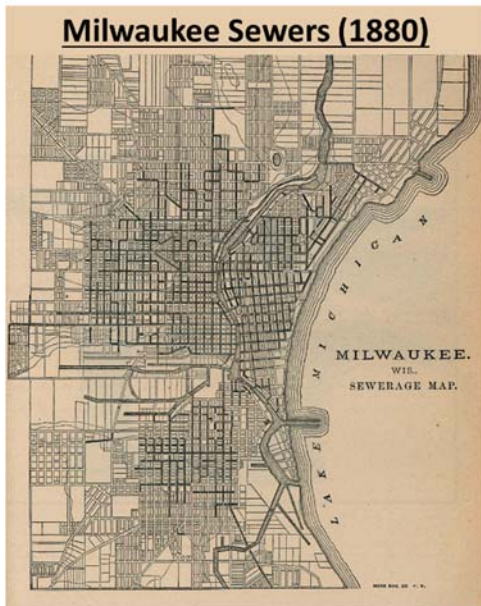 Milwaukee Sewers (1880)
LAKE MICHIGAN
MILWAUKEE.
WIS.,
SEWERAGE MAP.